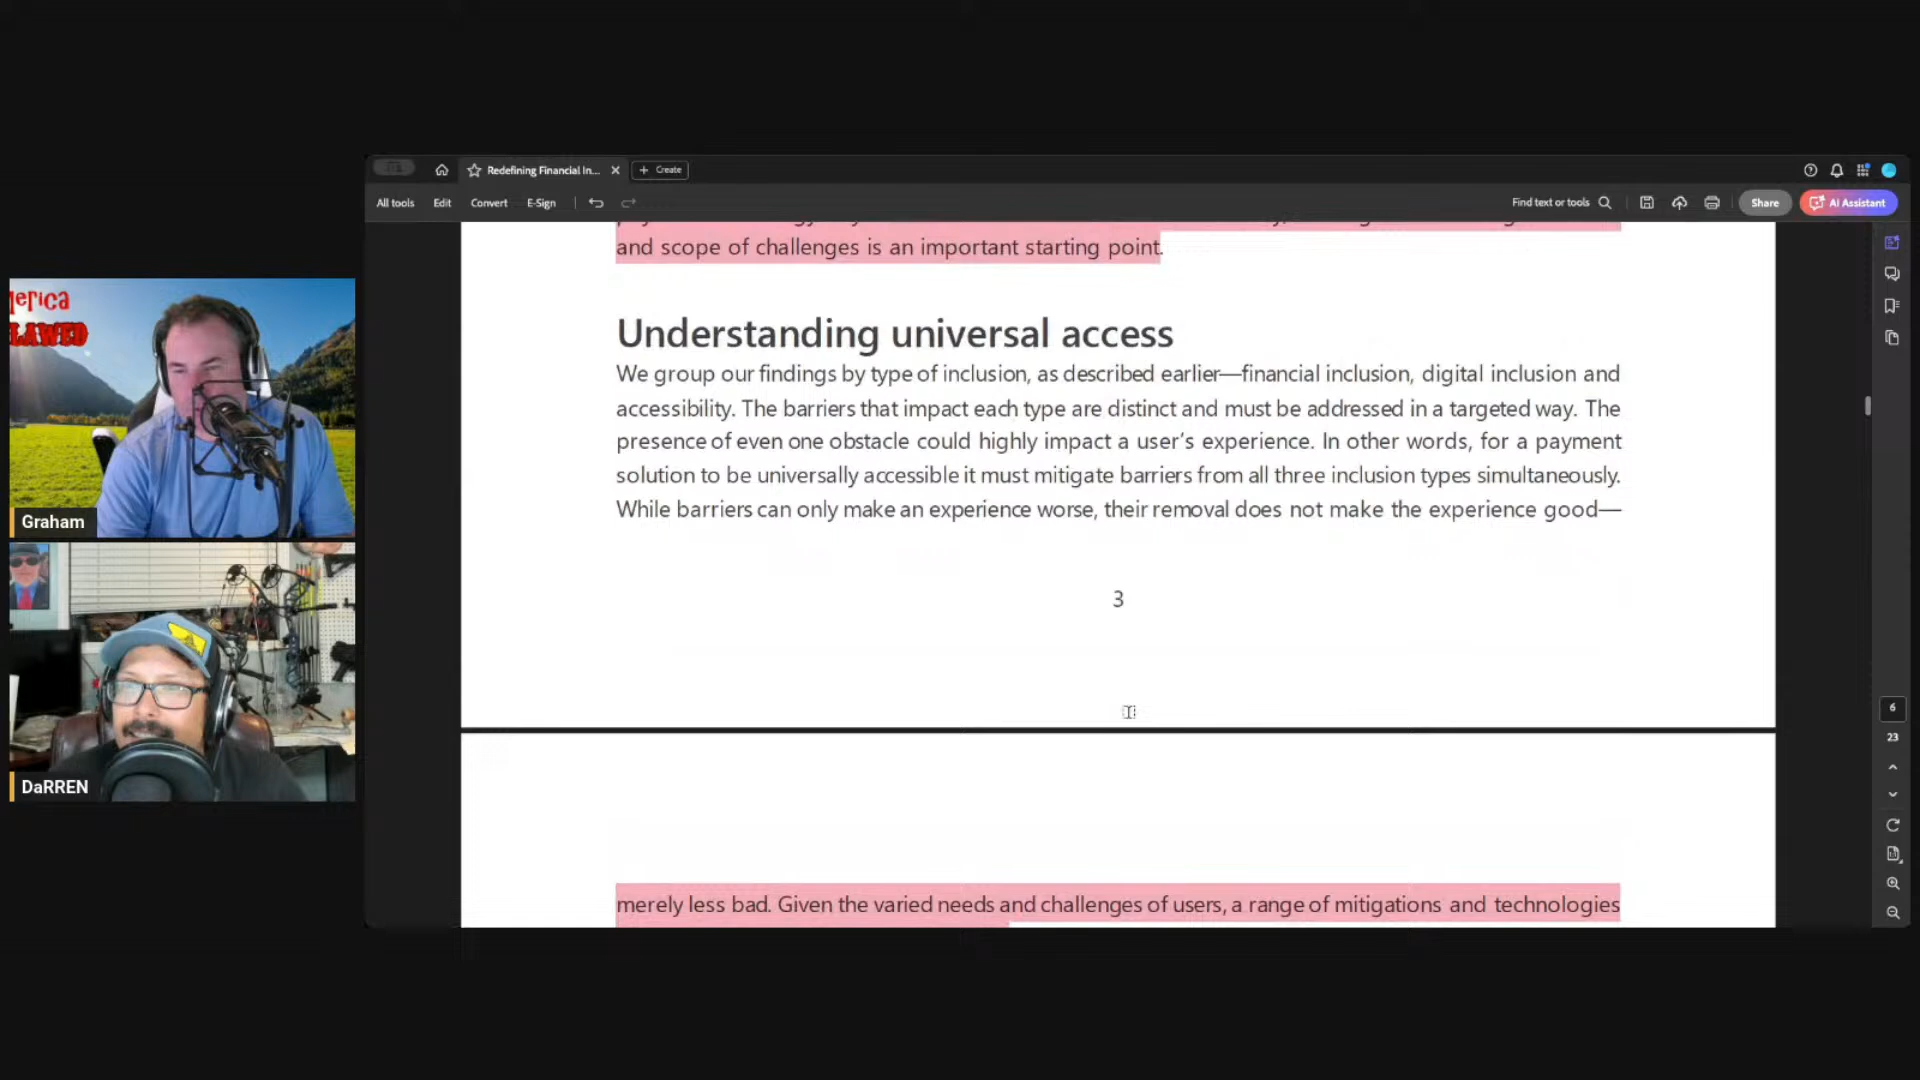 Redefining Financial In...
Create
All tools
Edit
Convert
E-Sign
Find text or tools
Share
AI Assistant
and scope of challenges is an important starting point.
Understanding universal access
We group our findings by type of inclusion, as described earlier—financial inclusion, digital inclusion and
accessibility. The barriers that impact each type are distinct and must be addressed in a targeted way. The
presence of even one obstacle could highly impact a user's experience. In other words, for a payment
solution to be universally accessible it must mitigate barriers from all three inclusion types simultaneously.
While barriers can only make an experience worse, their removal does not make the experience good—
3
merely less bad. Given the varied needs and challenges of users, a range of mitigations and technologies
6
23
Graham
DaRREN